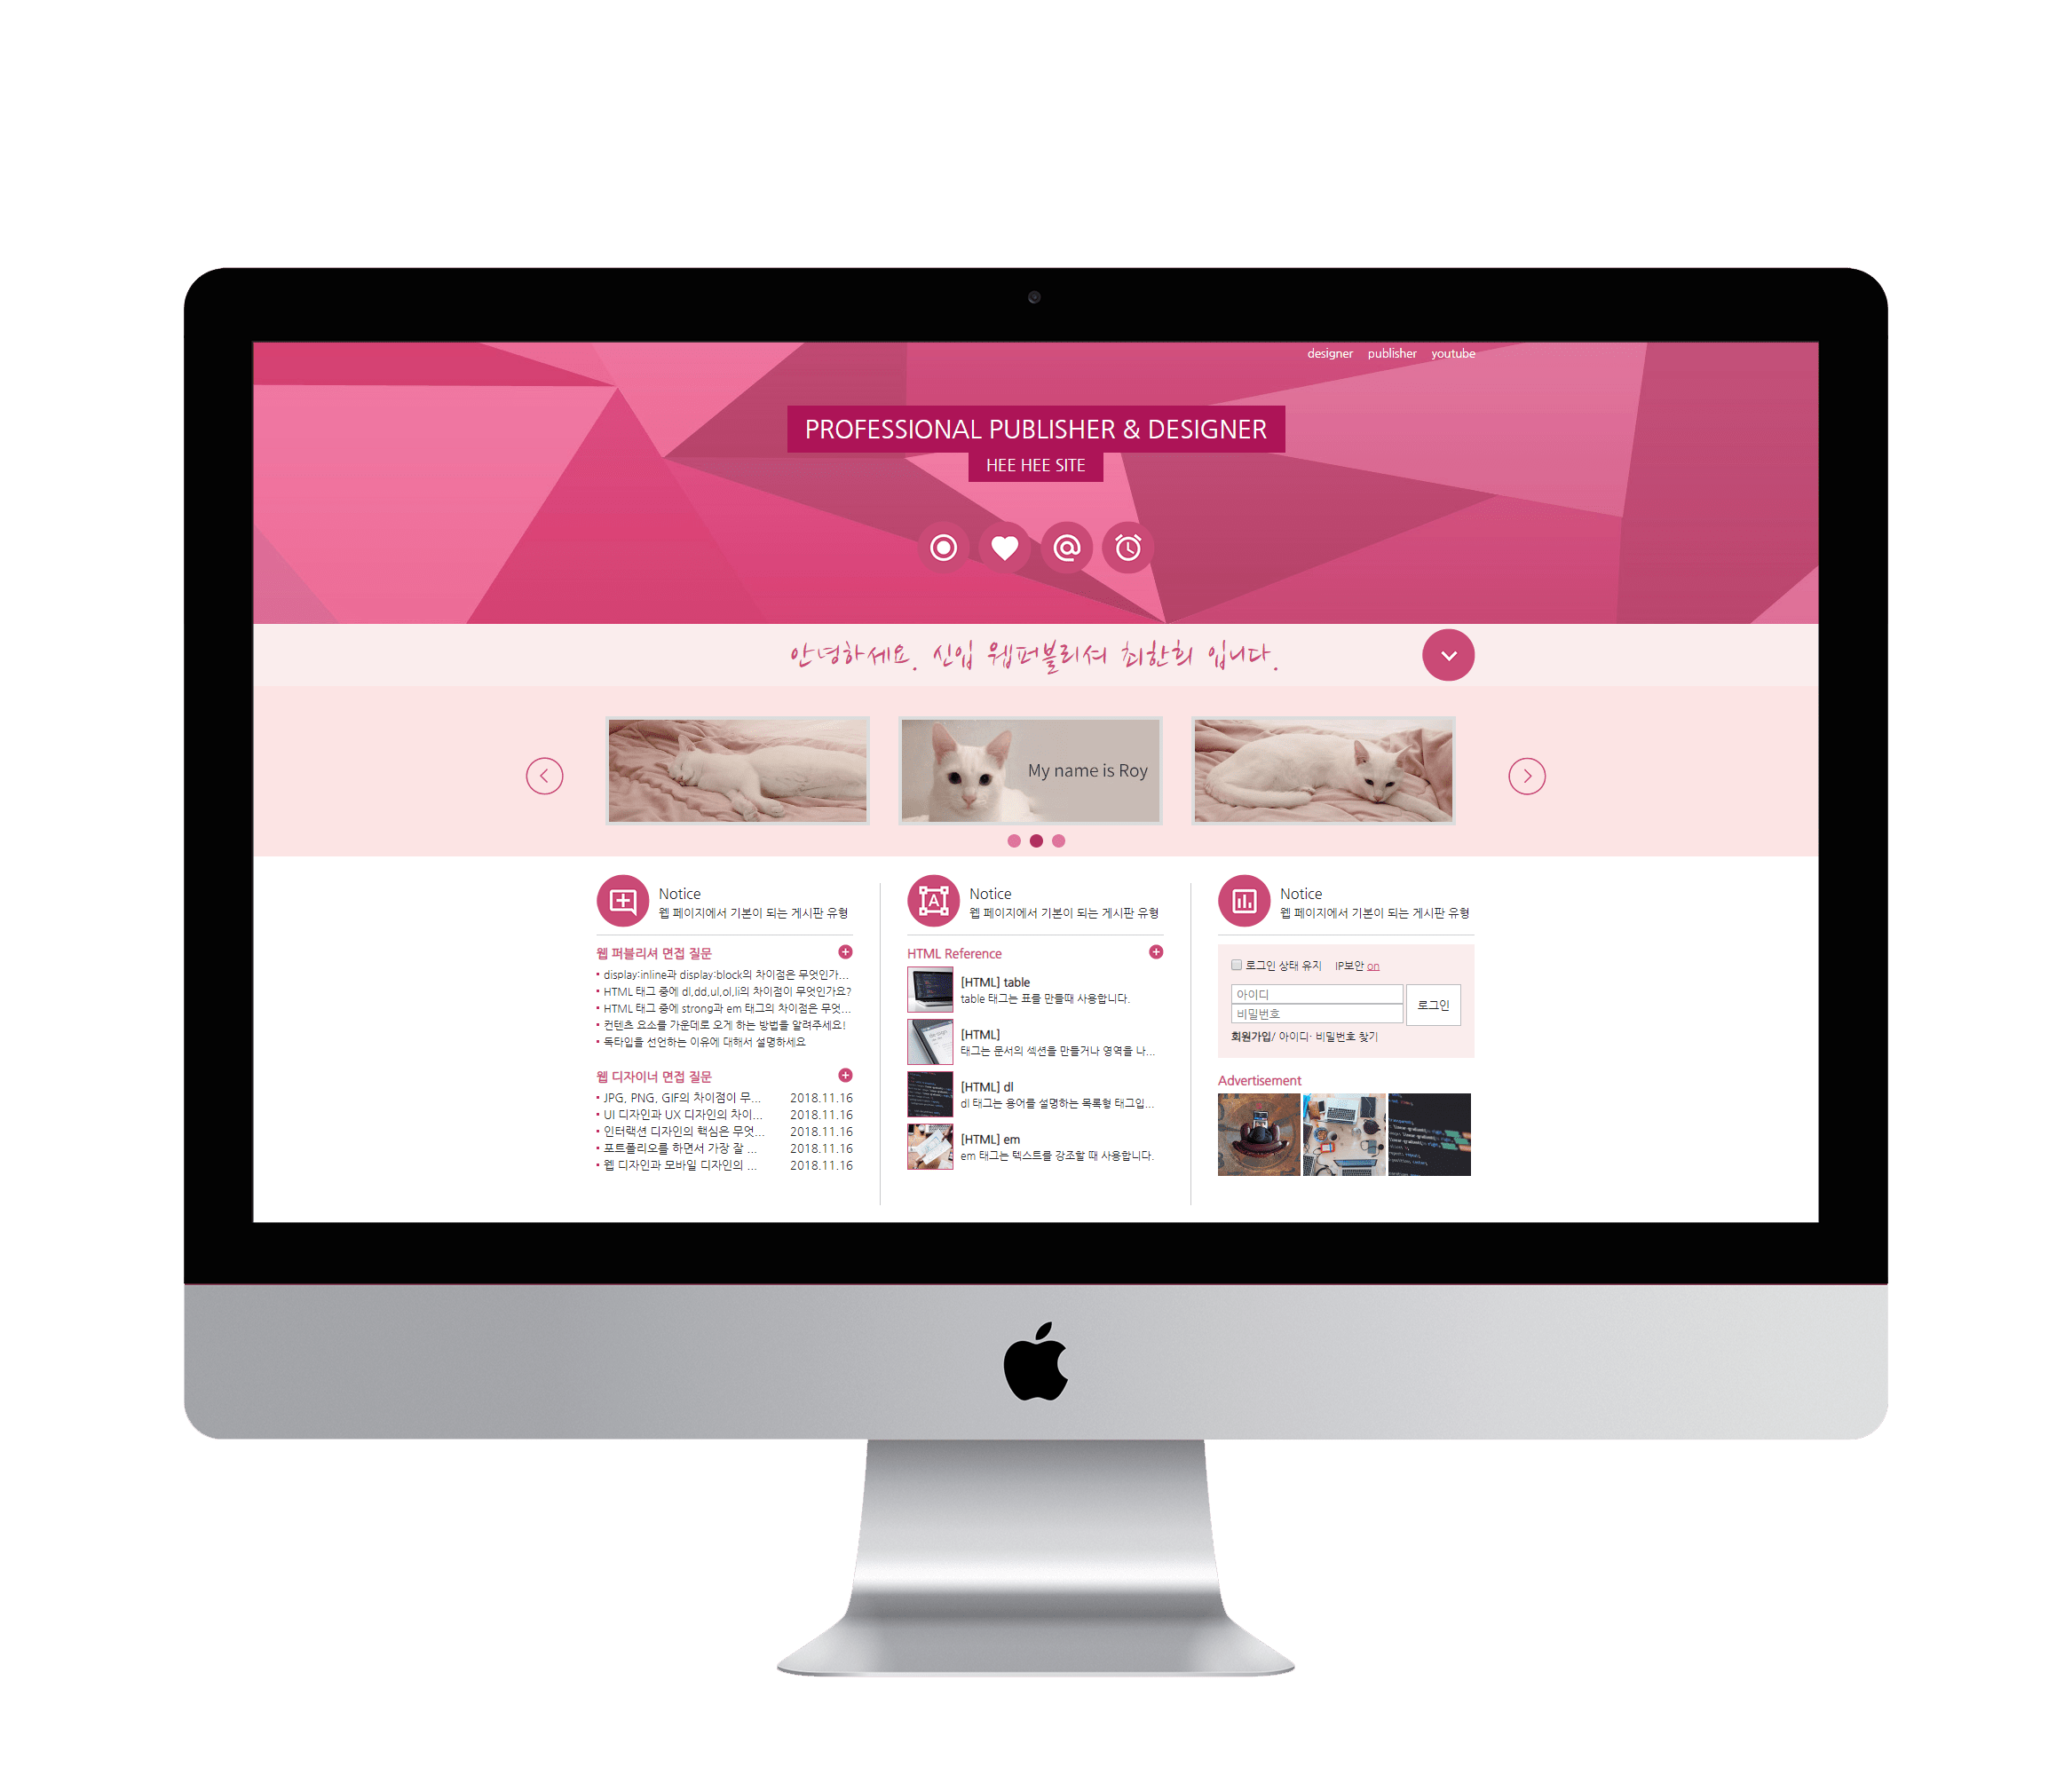 designer publisher youtube
PROFESSIONAL PUBLISHER & DESIGNER
HEE HEE SITE
안녕하세요. 신입 웹퍼블리셔 최한희 입니다.
My name is Roy
Notice
웹 페이지에서 기본이 되는 게시판 유형
웹 퍼블리셔 면접 질문
display:inline과 display:block의 차이점은 무엇인가...
HTML 태그 중에 dl,dd,ul,ol,li의 차이점이 무엇인가요?
HTML 태그 중에 strong과 em 태그의 차이점은 무엇...
컨텐츠 요소를 가운데로 오게 하는 방법을 알려주세요!
독타입을 선언하는 이유에 대해서 설명하세요
웹 디자이너 면접 질문
JPG, PNG, GIF의 차이점이 무... 2018.11.16
UI 디자인과 UX 디자인의 차이... 2018.11.16
인터랙션 디자인의 핵심은 무엇... 2018.11.16
포트폴리오를 하면서 가장 잘 ... 2018.11.16
웹 디자인과 모바일 디자인의 ... 2018.11.16
Notice
웹 페이지에서 기본이 되는 게시판 유형
HTML Reference
[HTML] table
table 태그는 표를 만들때 사용합니다.
[HTML]
태그는 문서의 섹션을 만들거나 영역을 나...
[HTML] dl
dl 태그는 용어를 설명하는 목록형 태그입...
[HTML] em
em 태그는 텍스트를 강조할 때 사용합니다.
Notice
웹 페이지에서 기본이 되는 게시판 유형
로그인 상태 유지 IP보안 on
아이디
비밀번호
로그인
회원가입/ 아이디· 비밀번호 찾기
Advertisement